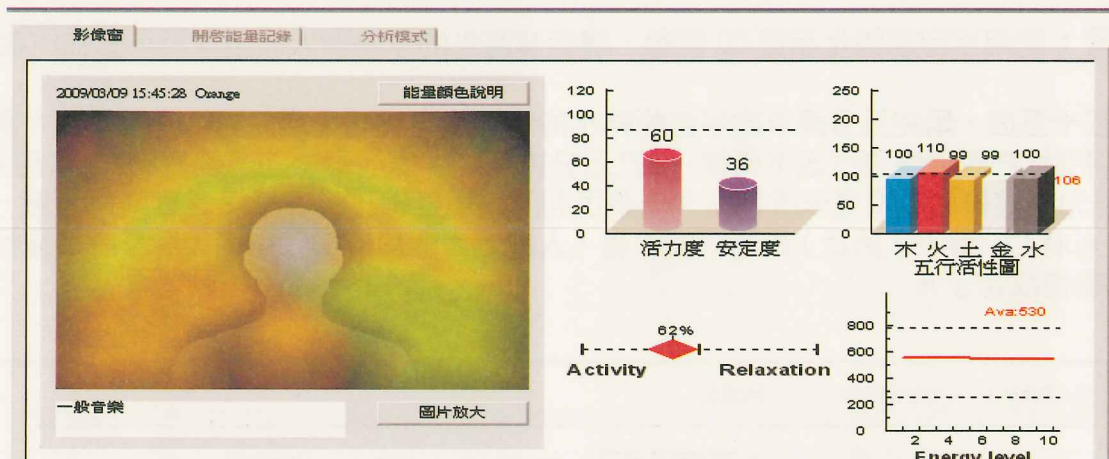 影像窗
開啓能量記錄
分析模式
2009/03/09 15:45:28 Orange
能量顏色說明
一般音樂
圖片放大
120
100
80
60
40
20
0
60
36
活力度 安定度
250
200
150
100
50
0
100 110 99 99 100
106
木 火 土 金 水
五行活性圖
62%
Activity Relaxation
Ava:530
800
600
400
200
0
2 4 6 8 10
Energy level